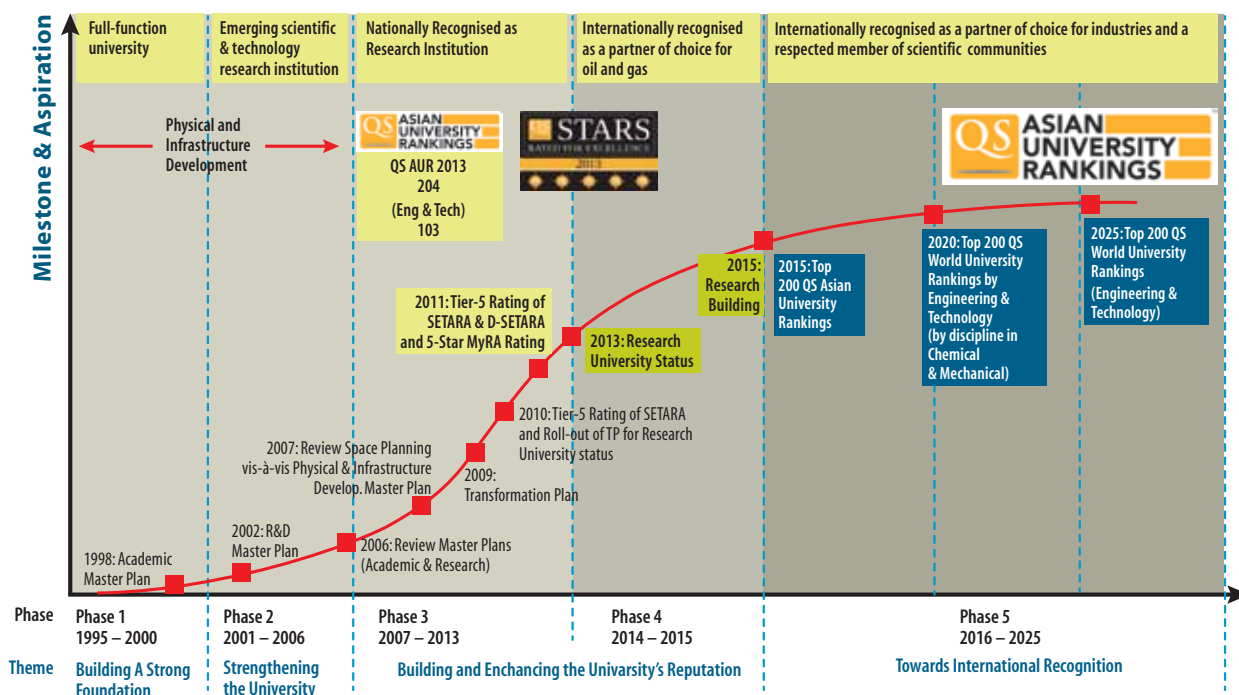 Milestone & Aspiration
Full-function
university
Emerging scientific
& technology
research institution
Nationally Recognised as
Research Institution
Internationally recognised
as a partner of choice for
oil and gas
Internationally recognised as a partner of choice for industries and a
respected member of scientific communities
Physical and
Infrastructure
Development
QS ASIAN
UNIVERSITY
RANKINGS
QS AUR 2013
204
(Eng & Tech)
103
STARS
RATED FOR EXCELLENCE
2013
QS ASIAN
UNIVERSITY
RANKINGS
2011: Tier-5 Rating of
SETARA & D-SETARA
and 5-Star MyRA Rating
2013: Research
University Status
2015:
Research
Building
2015: Top
200 QS Asian
University
Rankings
2020: Top 200 QS
World University
Rankings by
Engineering &
Technology
(by discipline in
Chemical
& Mechanical)
2025: Top 200 QS
World University
Rankings
(Engineering &
Technology)
2010: Tier-5 Rating of SETARA
and Roll-out of TP for Research
University status
2007: Review Space Planning
vis-à-vis Physical & Infrastructure
Develop. Master Plan
2009:
Transformation Plan
2002: R&D
Master Plan
2006: Review Master Plans
(Academic & Research)
1998: Academic
Master Plan
Phase
Phase 1
1995 – 2000
Phase 2
2001 – 2006
Phase 3
2007 – 2013
Phase 4
2014 – 2015
Phase 5
2016 – 2025
Theme
Building A Strong
Foundation
Strengthening
the University
Building and Enchancing the Univarsity's Reputation
Towards International Recognition